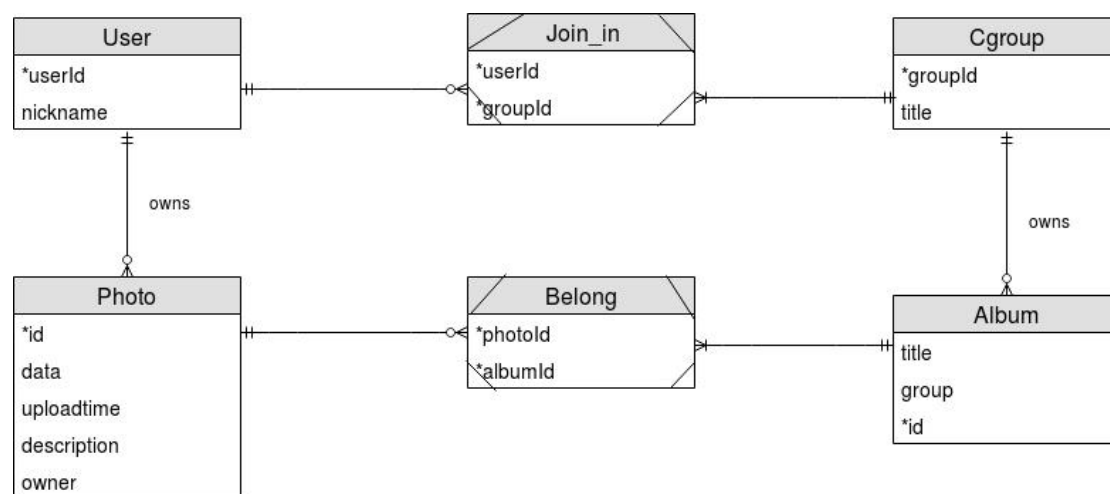 User
*userId
nickname
Join_in
*userId
*groupId
Cgroup
*groupId
title
owns
owns
Photo
*id
data
uploadtime
description
owner
Belong
*photoId
*albumId
Album
title
group
*id